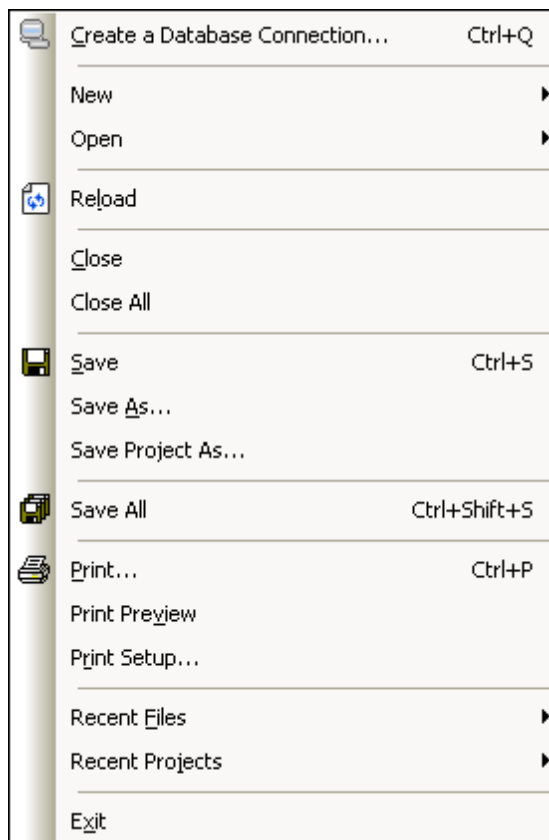 Create a Database Connection... Ctrl+Q
New
Open
Reload
Close
Close All
Save Ctrl+S
Save As...
Save Project As...
Save All Ctrl+Shift+S
Print... Ctrl+P
Print Preview
Print Setup...
Recent Files
Recent Projects
Exit